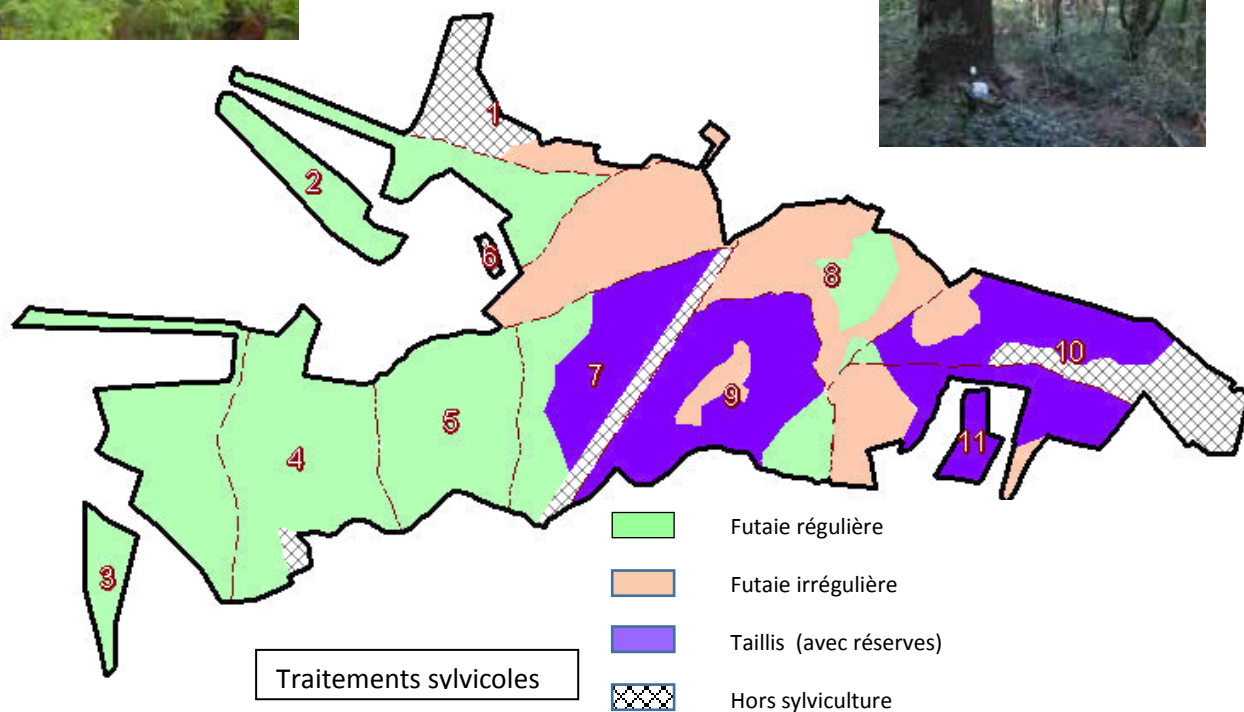 1
2
6
8
7
10
9
5
4
11
3
Futaie régulière
Futaie irrégulière
Taillis (avec réserves)
Traitements sylvicoles
Hors sylviculture